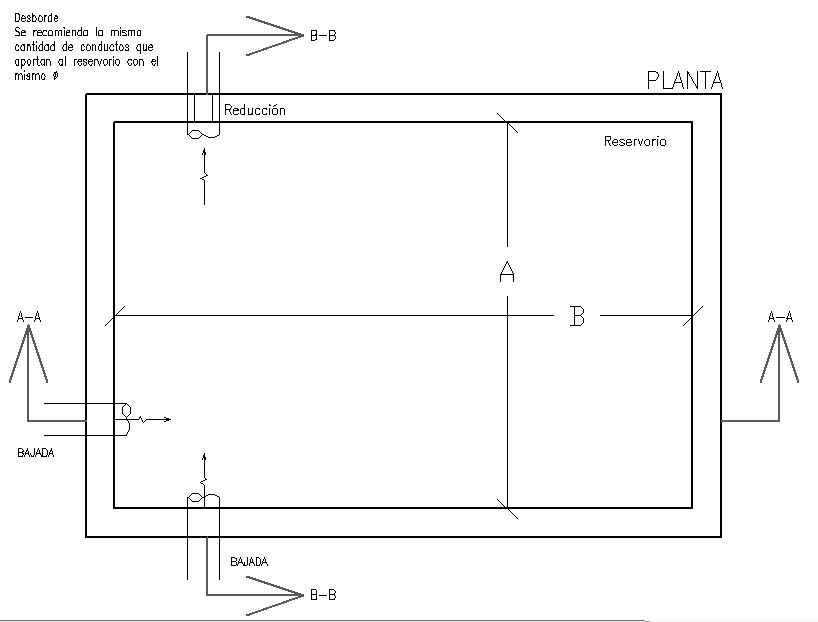 Desborde
Se recomienda la misma
cantidad de conductos que
aportan al reservorio con el
mismo Ø
B-B
PLANTA
Reducción
Reservorio
A
B
A-A
A-A
BAJADA
BAJADA
B-B